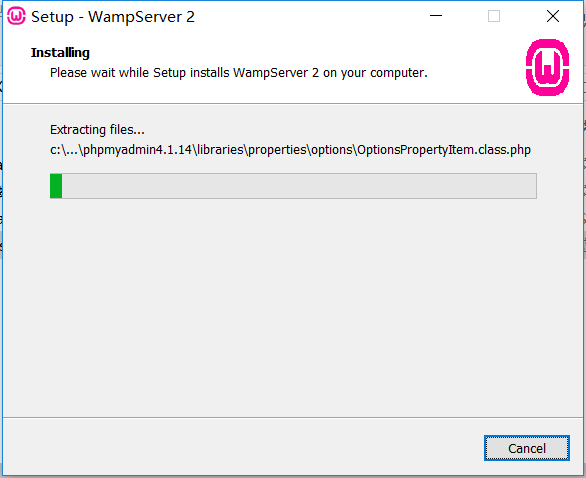 Setup - WampServer 2
Installing
Please wait while Setup installs WampServer 2 on your computer.
Extracting files...
c:\...\phpmyadmin4.1.14\libraries\properties\options\OptionsPropertyItem.class.php
Cancel